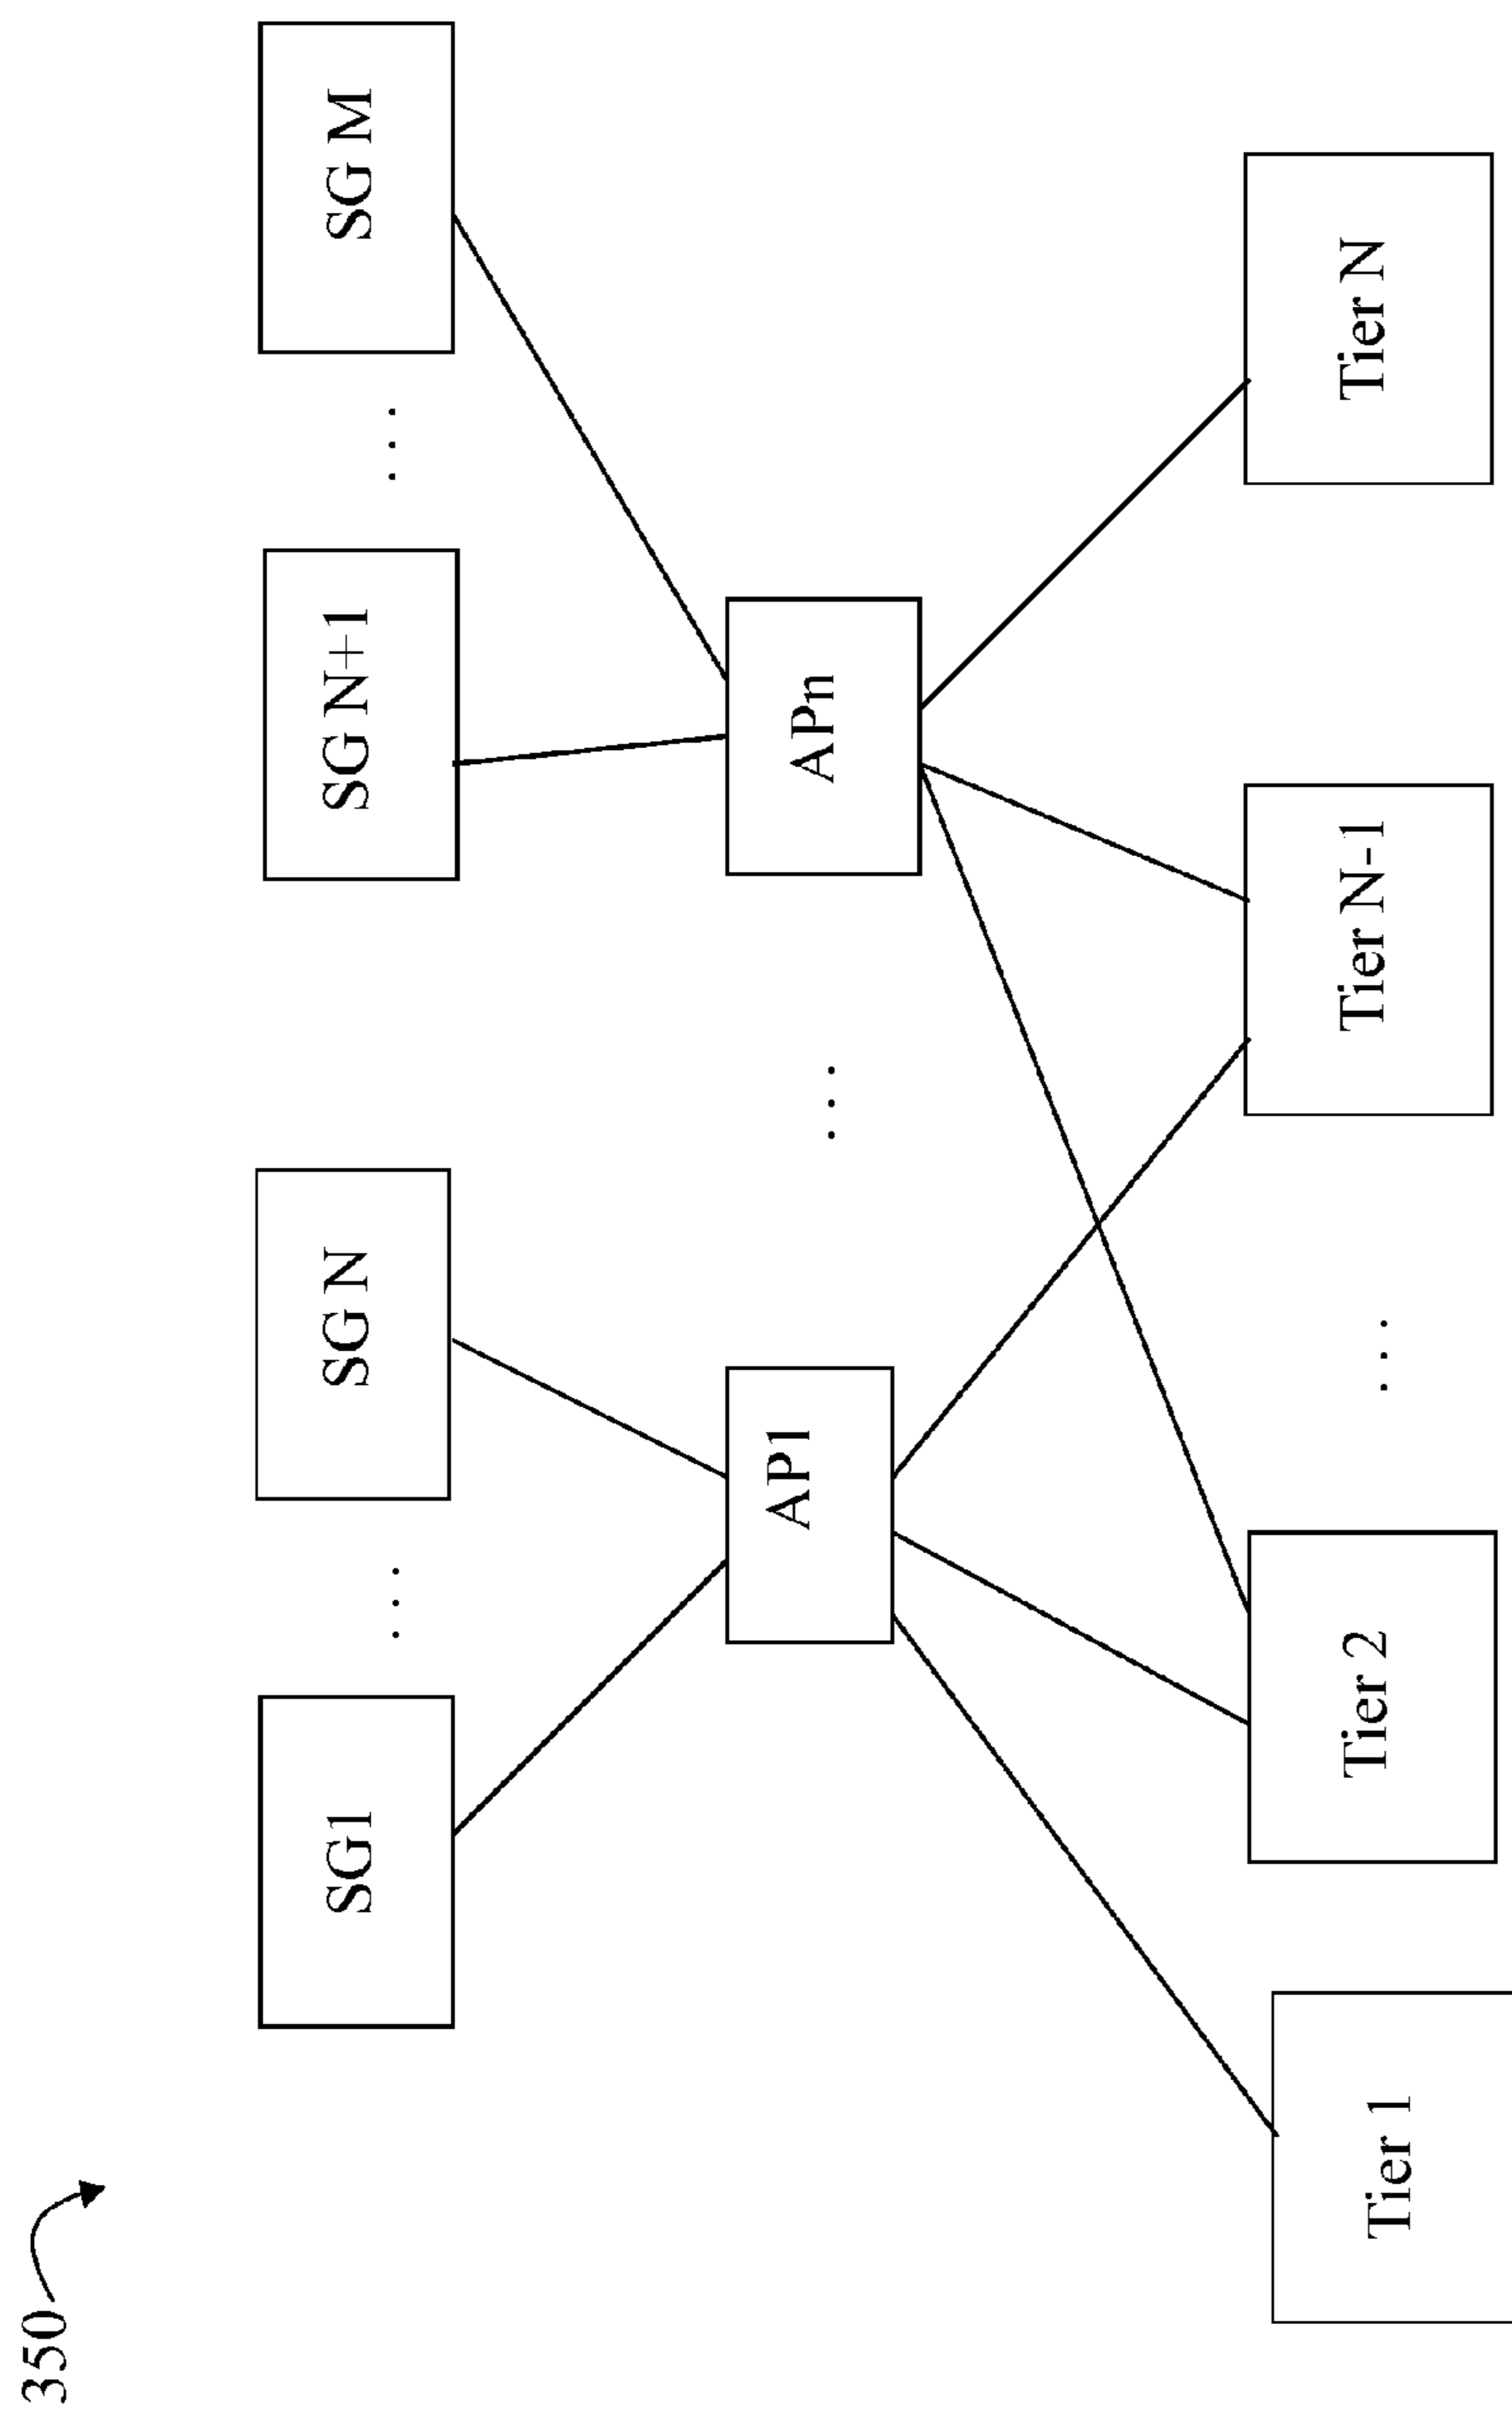 350
SG1
. . .
SG N
SG N+1
. . .
SG M
AP1
. . .
APn
Tier 1
Tier 2
. . .
Tier N-1
Tier N